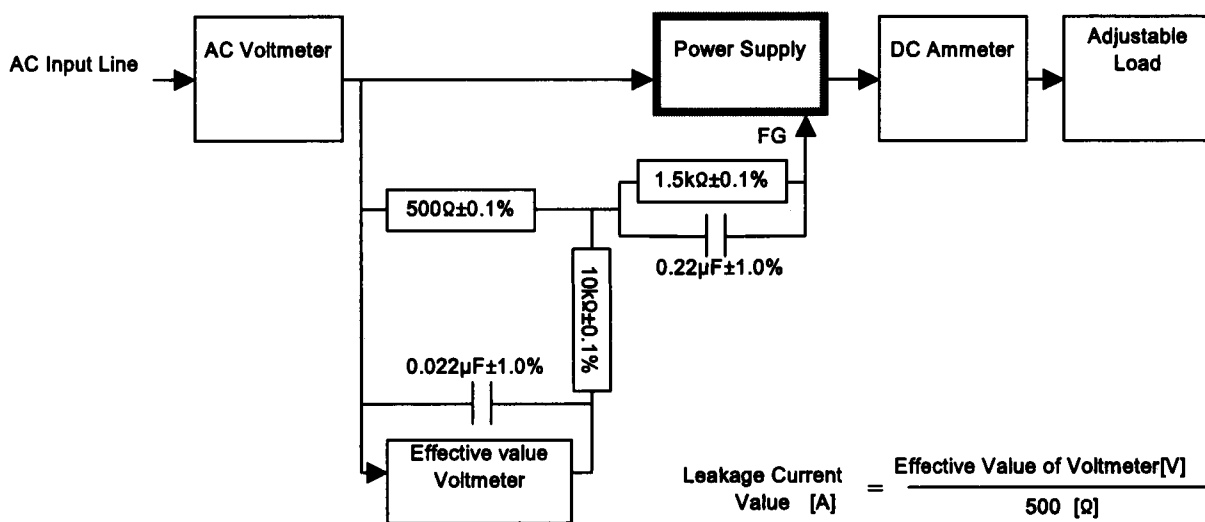 AC Input Line
AC Voltmeter
Power Supply
DC Ammeter
Adjustable
Load
FG
1.5kΩ±0.1%
500Ω±0.1%
0.22µF±1.0%
10kΩ±0.1%
0.022µF±1.0%
Effective value
Voltmeter
Leakage Current
Value [A]
=
Effective Value of Voltmeter[V]
500 [Ω]